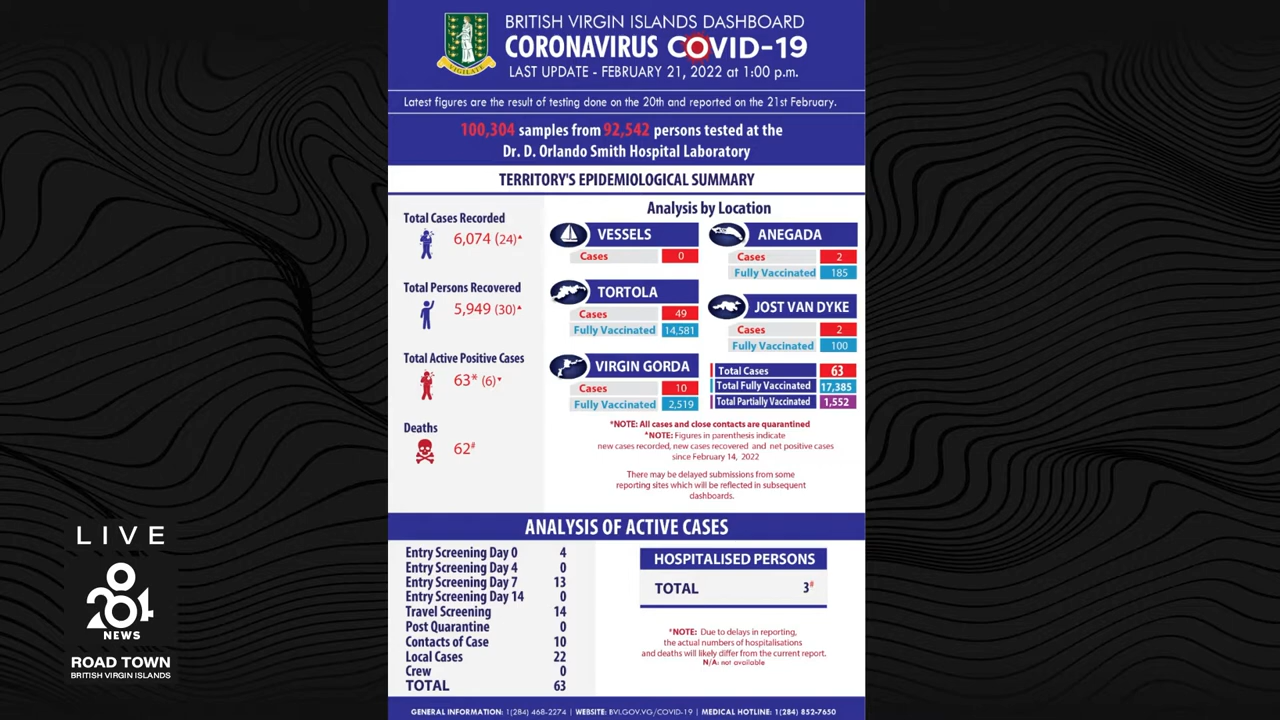 BRITISH VIRGIN ISLANDS DASHBOARD
CORONAVIRUS COVID-19
LAST UPDATE - FEBRUARY 21, 2022 at 1:00 p.m.
VIGILATE
Latest figures are the result of testing done on the 20th and reported on the 21st February.
100,304 samples from 92,542 persons tested at the
Dr. D. Orlando Smith Hospital Laboratory
TERRITORY'S EPIDEMIOLOGICAL SUMMARY
Total Cases Recorded
6,074 (24)▲
Total Persons Recovered
5,949 (30)▲
Total Active Positive Cases
63* (6)▼
Deaths
62#
Analysis by Location
VESSELS
Cases 0
TORTOLA
Cases 49
Fully Vaccinated 14,581
VIRGIN GORDA
Cases 10
Fully Vaccinated 2,519
ANEGADA
Cases 2
Fully Vaccinated 185
JOST VAN DYKE
Cases 2
Fully Vaccinated 100
Total Cases 63
Total Fully Vaccinated 17,385
Total Partially Vaccinated 1,552
*NOTE: All cases and close contacts are quarantined
*NOTE: Figures in parenthesis indicate
new cases recorded, new cases recovered and net positive cases
since February 14, 2022
There may be delayed submissions from some
reporting sites which will be reflected in subsequent
dashboards.
ANALYSIS OF ACTIVE CASES
Entry Screening Day 0 4
Entry Screening Day 4 0
Entry Screening Day 7 13
Entry Screening Day 14 0
Travel Screening 14
Post Quarantine 0
Contacts of Case 10
Local Cases 22
Crew 0
TOTAL 63
HOSPITALISED PERSONS
TOTAL 3#
*NOTE: Due to delays in reporting,
the actual numbers of hospitalisations
and deaths will likely differ from the current report.
N/A: not available
GENERAL INFORMATION: 1(284) 468-2274 | WEBSITE: BVI.GOV.VG/COVID-19 | MEDICAL HOTLINE: 1(284) 852-7650
LIVE
8
284
NEWS
ROAD TOWN
BRITISH VIRGIN ISLANDS